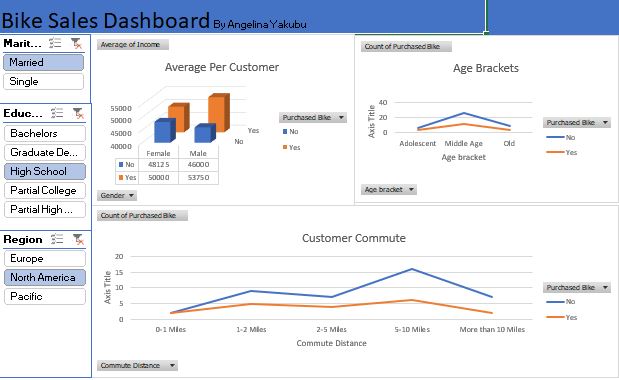 Bike Sales Dashboard By Angelina Yakubu
Marit...
Married
Single
Educ...
Bachelors
Graduate De...
High School
Partial College
Partial High ...
Region
Europe
North America
Pacific
Average of Income
Average Per Customer
55000
50000
45000
40000
Yes
No
Female Male
No 48125 46000
Yes 50000 53750
Purchased Bike
No
Yes
Gender
Count of Purchased Bike
Age Brackets
Axis Title
40
20
0
Adolescent Middle Age Old
Age bracket
Purchased Bike
No
Yes
Age bracket
Count of Purchased Bike
Customer Commute
Axis Title
20
15
10
5
0
0-1 Miles 1-2 Miles 2-5 Miles 5-10 Miles More than 10 Miles
Commute Distance
Purchased Bike
No
Yes
Commute Distance